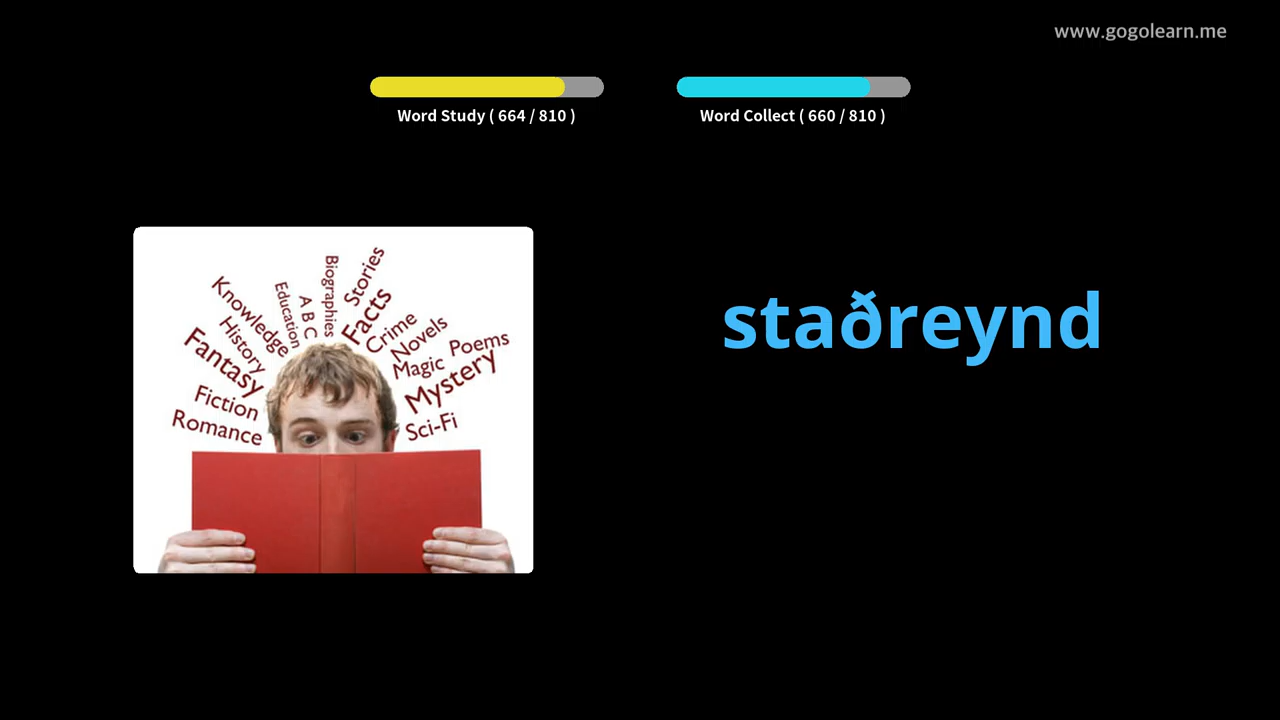 www.gogolearn.me
Word Study ( 664 / 810 )
Word Collect ( 660 / 810 )
Knowledge
Education
A B C
Biographies
Stories
Facts
History
Crime
Novels
Fantasy
Magic
Poems
Mystery
Fiction
Romance
Sci-Fi
staðreynd